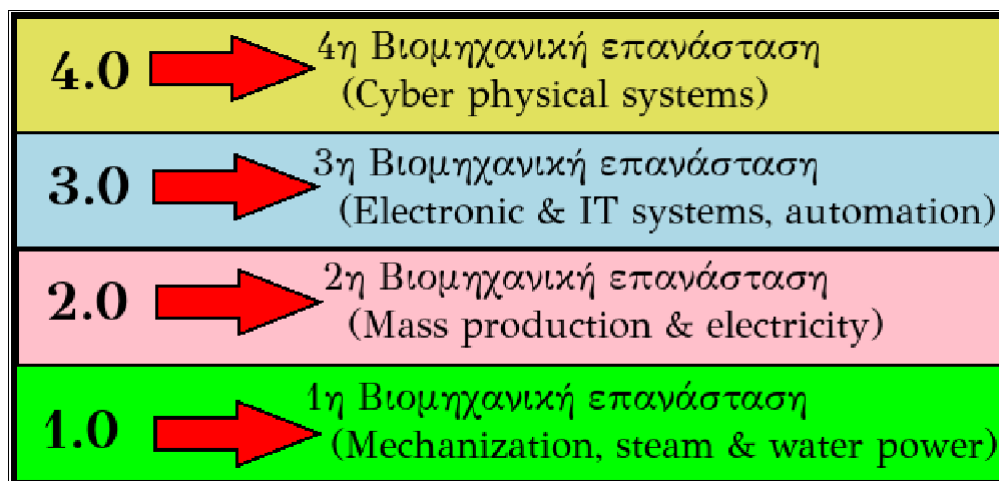 4.0
4η Βιομηχανική επανάσταση
(Cyber physical systems)
3.0
3η Βιομηχανική επανάσταση
(Electronic & IT systems, automation)
2.0
2η Βιομηχανική επανάσταση
(Mass production & electricity)
1.0
1η Βιομηχανική επανάσταση
(Mechanization, steam & water power)